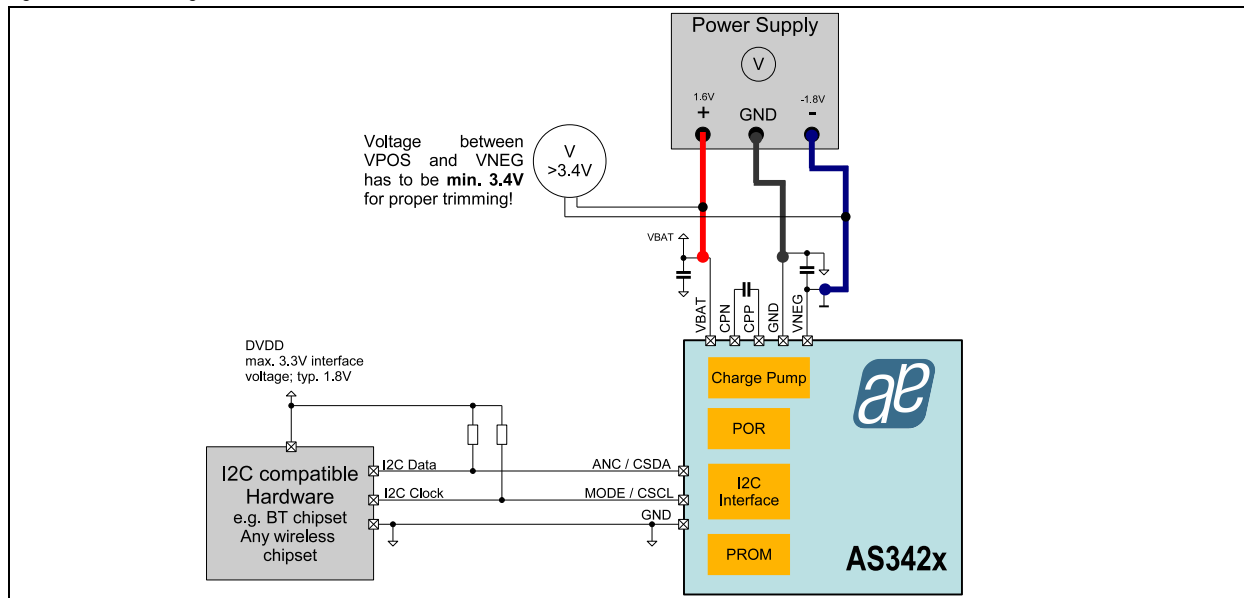 Power Supply
V
1.6V
-1.8V
+
GND
-
Voltage between
VPOS and VNEG
has to be min. 3.4V
for proper trimming!
V
>3.4V
VBAT
VBAT
CPN
CPP
GND
VNEG
DVDD
max. 3.3V interface
voltage; typ. 1.8V
Charge Pump
POR
I2C compatible
Hardware
e.g. BT chipset
Any wireless
chipset
I2C Data
ANC / CSDA
I2C Clock
MODE / CSCL
GND
I2C
Interface
PROM
AS342x